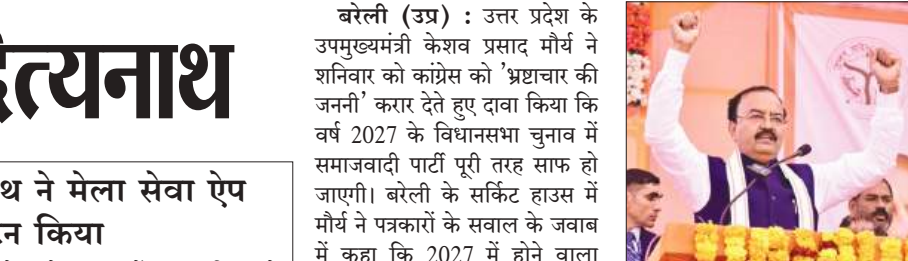 त्यनाथ
थ ने मेला सेवा ऐप
न किया
बरेली (उप्र) : उत्तर प्रदेश के
उपमुख्यमंत्री केशव प्रसाद मौर्य ने
शनिवार को कांग्रेस को 'भ्रष्टाचार की
जननी' करार देते हुए दावा किया कि
वर्ष 2027 के विधानसभा चुनाव में
समाजवादी पार्टी पूरी तरह साफ हो
जाएगी। बरेली के सर्किट हाउस में
मौर्य ने पत्रकारों के सवाल के जवाब
में कहा कि 2027 में होने वाला